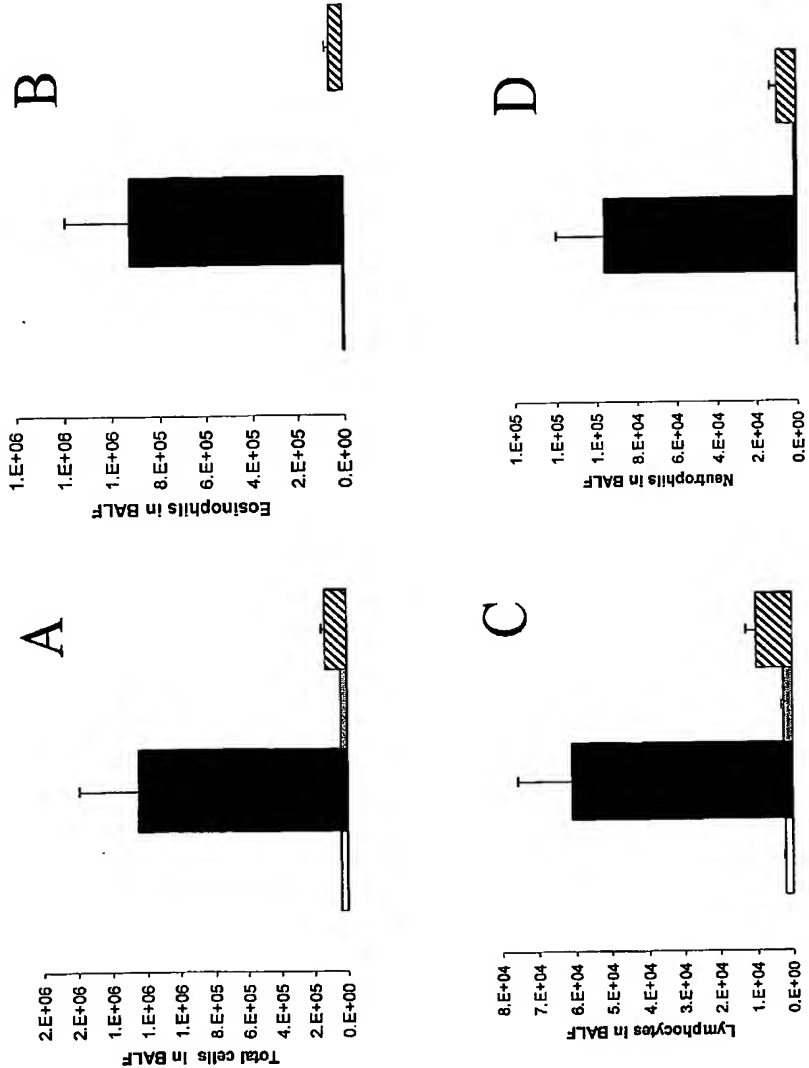 A
Total cells in BALF
2.E+06
2.E+06
1.E+06
1.E+06
1.E+06
8.E+05
6.E+05
4.E+05
2.E+05
0.E+00
B
Eosinophils in BALF
1.E+06
1.E+06
1.E+06
8.E+05
6.E+05
4.E+05
2.E+05
0.E+00
C
Lymphocytes in BALF
8.E+04
7.E+04
6.E+04
5.E+04
4.E+04
3.E+04
2.E+04
1.E+04
0.E+00
D
Neutrophils in BALF
1.E+05
1.E+05
1.E+05
8.E+04
6.E+04
4.E+04
2.E+04
0.E+00